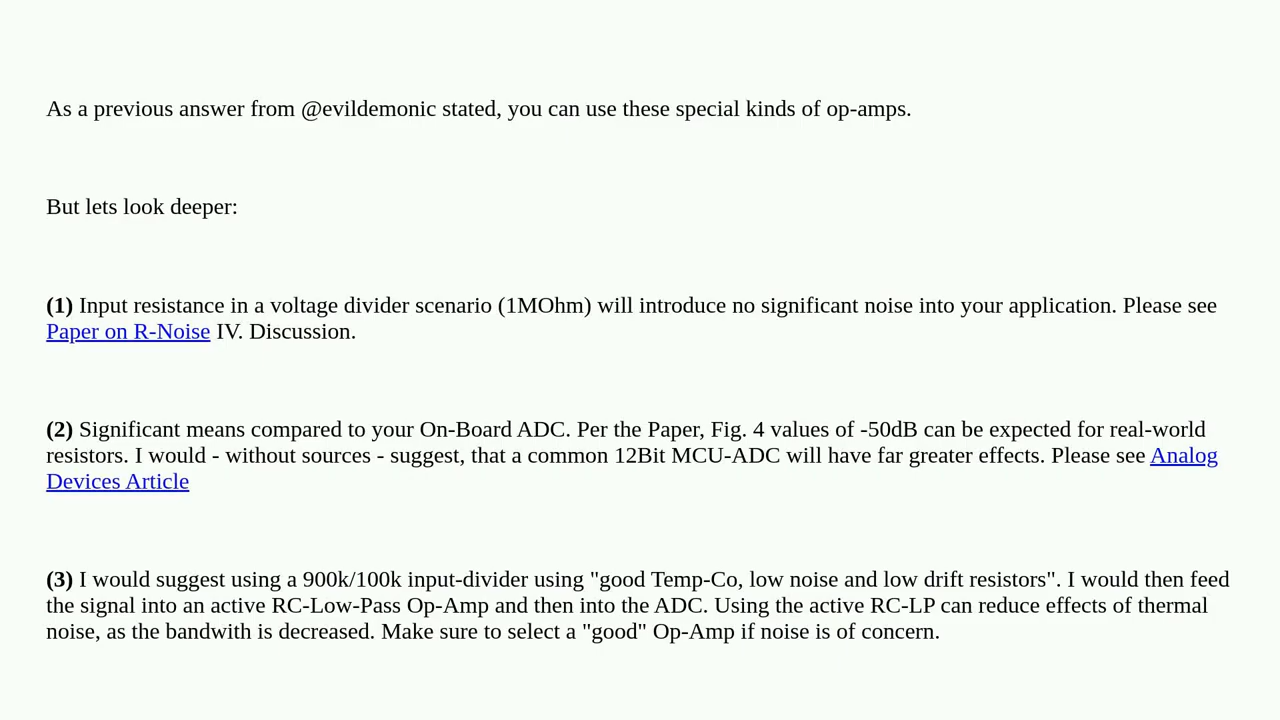 As a previous answer from @evildemonic stated, you can use these special kinds of op-amps.
But lets look deeper:
(1) Input resistance in a voltage divider scenario (1MOhm) will introduce no significant noise into your application. Please see
Paper on R-Noise IV. Discussion.
(2) Significant means compared to your On-Board ADC. Per the Paper, Fig. 4 values of -50dB can be expected for real-world
resistors. I would - without sources - suggest, that a common 12Bit MCU-ADC will have far greater effects. Please see Analog
Devices Article
(3) I would suggest using a 900k/100k input-divider using "good Temp-Co, low noise and low drift resistors". I would then feed
the signal into an active RC-Low-Pass Op-Amp and then into the ADC. Using the active RC-LP can reduce effects of thermal
noise, as the bandwith is decreased. Make sure to select a "good" Op-Amp if noise is of concern.